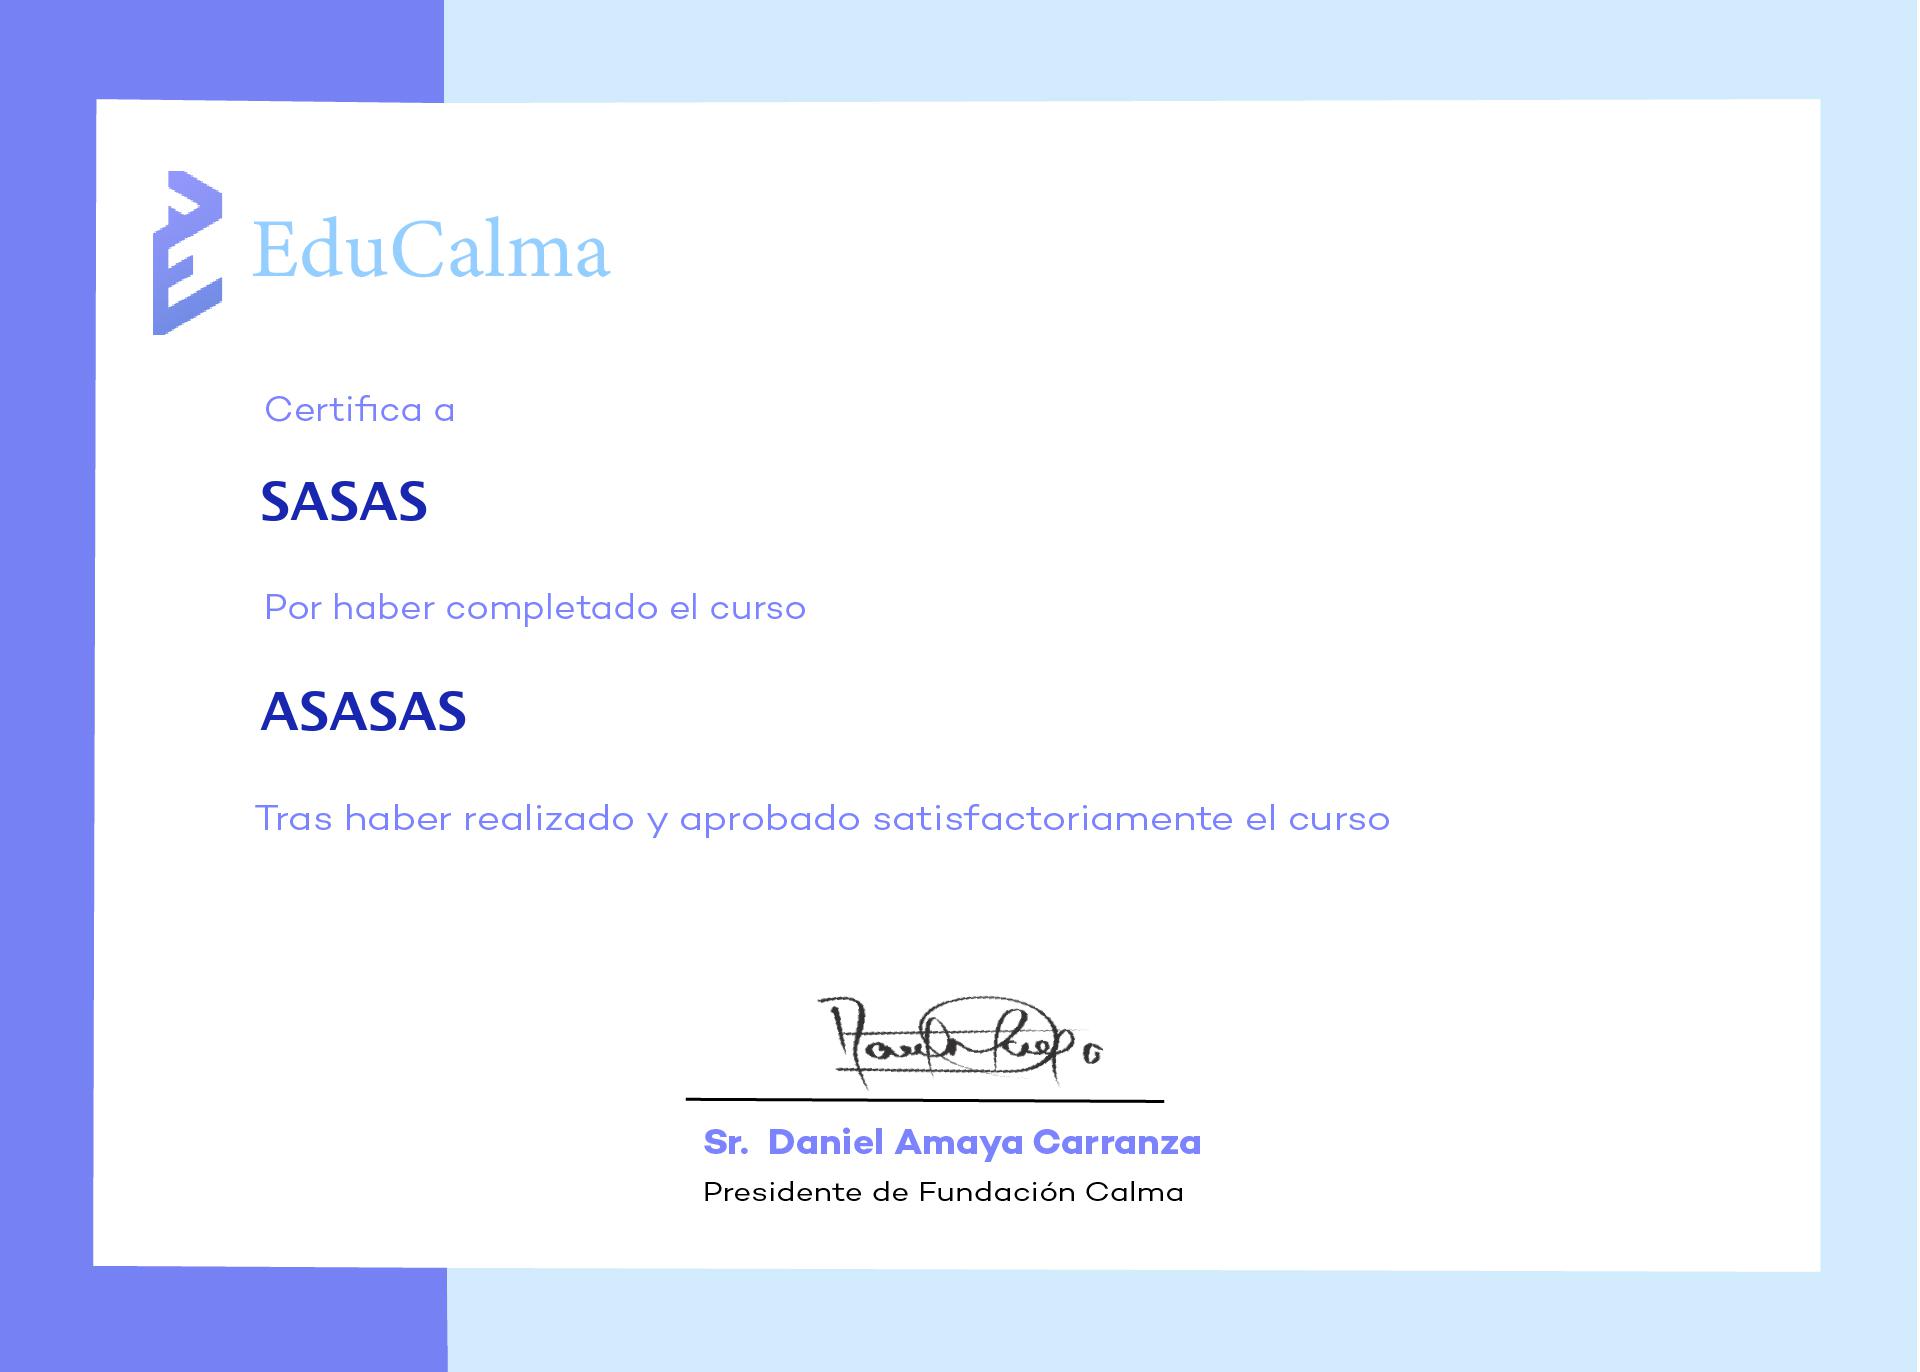 EduCalma
Certifica a
SASAS
Por haber completado el curso
ASASAS
Tras haber realizado y aprobado satisfactoriamente el curso
Sr. Daniel Amaya Carranza
Presidente de Fundación Calma